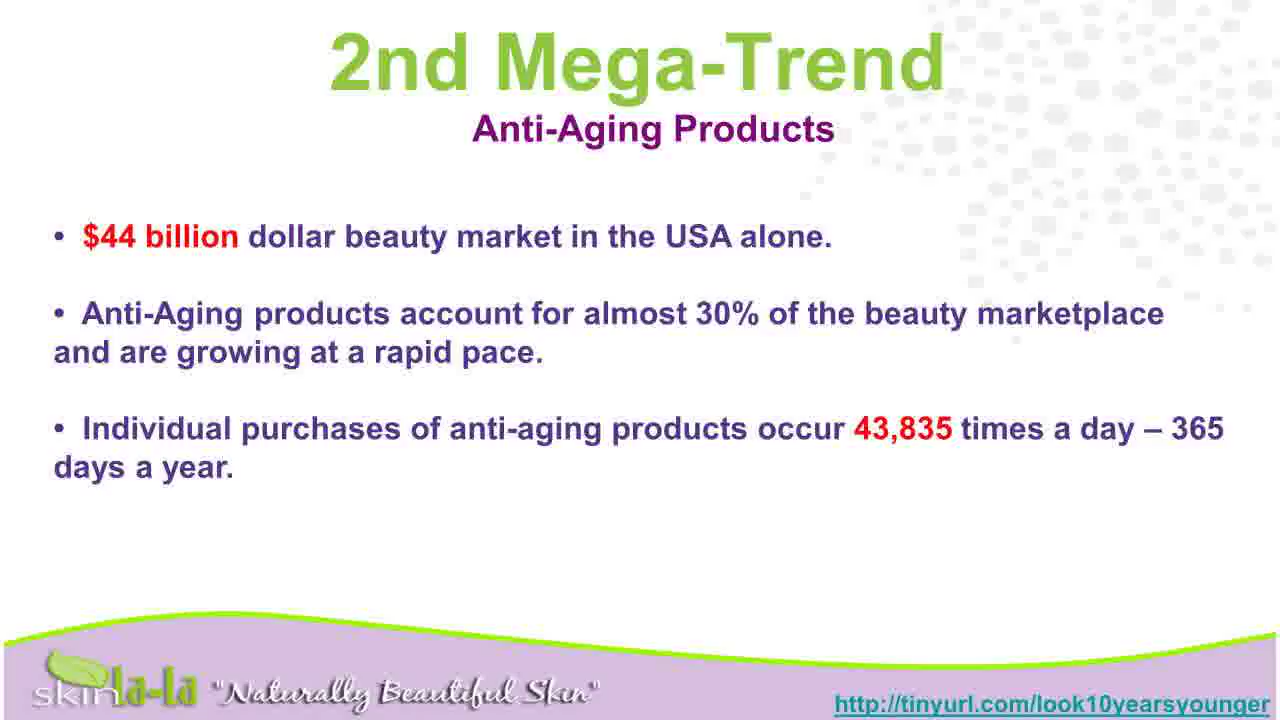 2nd Mega-Trend
Anti-Aging Products
• $44 billion dollar beauty market in the USA alone.
• Anti-Aging products account for almost 30% of the beauty marketplace
and are growing at a rapid pace.
• Individual purchases of anti-aging products occur 43,835 times a day – 365
days a year.
skin la-la "Naturally Beautiful Skin"
http://tinyurl.com/look10yearsyounger